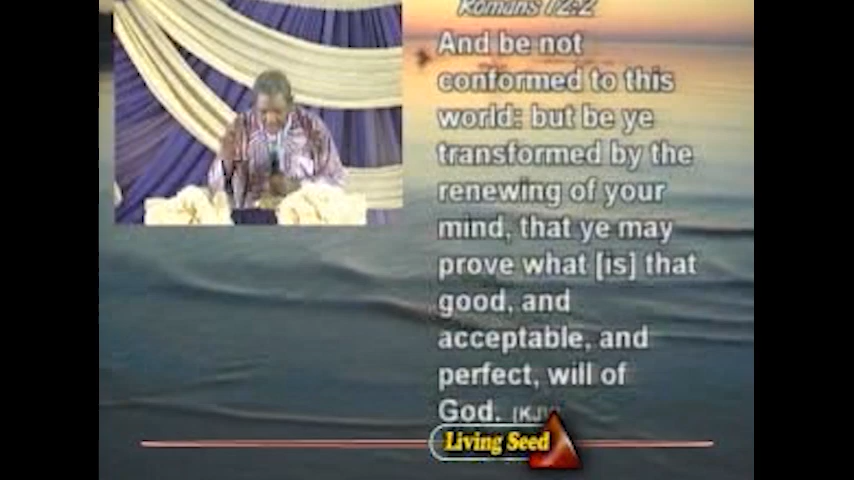 Romans 12:2
And be not
conformed to this
world: but be ye
transformed by the
renewing of your
mind, that ye may
prove what [is] that
good, and
acceptable, and
perfect, will of
God.
Living Seed